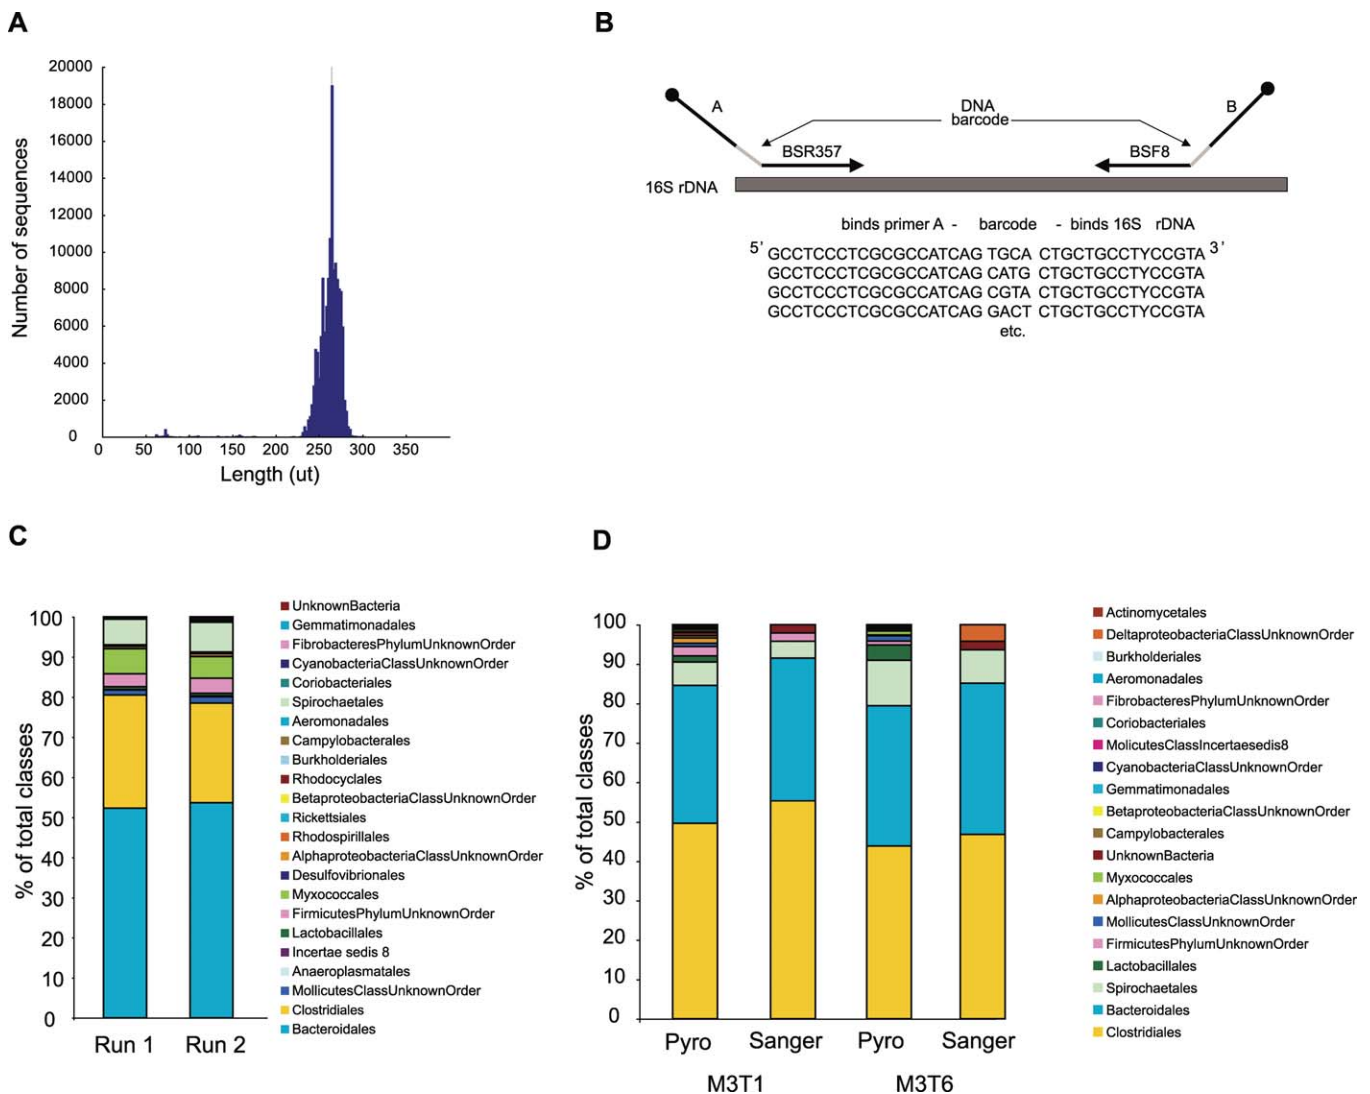 A
20000
18000
16000
14000
12000
10000
8000
6000
4000
2000
0
Number of sequences
0 50 100 150 200 250 300 350
Length (ut)
B
A
DNA
barcode
B
BSR357
BSF8
16S rDNA
binds primer A - barcode - binds 16S rDNA
5' GCCTCCCTCGCGCCATCAG TGCA CTGCTGCCTYCCGTA 3'
GCCTCCCTCGCGCCATCAG CATG CTGCTGCCTYCCGTA
GCCTCCCTCGCGCCATCAG CGTA CTGCTGCCTYCCGTA
GCCTCCCTCGCGCCATCAG GACT CTGCTGCCTYCCGTA
etc.
C
100
90
80
70
60
50
40
30
20
10
0
% of total classes
Run 1 Run 2
UnknownBacteria
Gemmatimonadales
FibrobacteresPhylumUnknownOrder
CyanobacteriaClassUnknownOrder
Coriobacteriales
Spirochaetales
Aeromonadales
Campylobacterales
Burkholderiales
Rhodocyclales
BetaproteobacteriaClassUnknownOrder
Rickettsiales
Rhodospirillales
AlphaproteobacteriaClassUnknownOrder
Desulfovibrionales
Myxococcales
FirmicutesPhylumUnknownOrder
Lactobacillales
Incertae sedis 8
Anaeroplasmatales
MollicutesClassUnknownOrder
Clostridiales
Bacteroidales
D
100
90
80
70
60
50
40
30
20
10
0
% of total classes
Pyro Sanger Pyro Sanger
M3T1 M3T6
Actinomycetales
DeltaproteobacteriaClassUnknownOrder
Burkholderiales
Aeromonadales
FibrobacteresPhylumUnknownOrder
Coriobacteriales
MolicutesClassIncertaesedis8
CyanobacteriaClassUnknownOrder
Gemmatimonadales
BetaproteobacteriaClassUnknownOrder
Campylobacterales
UnknownBacteria
Myxococcales
AlphaproteobacteriaClassUnknownOrder
MollicutesClassUnknownOrder
FirmicutesPhylumUnknownOrder
Lactobacillales
Spirochaetales
Bacteroidales
Clostridiales